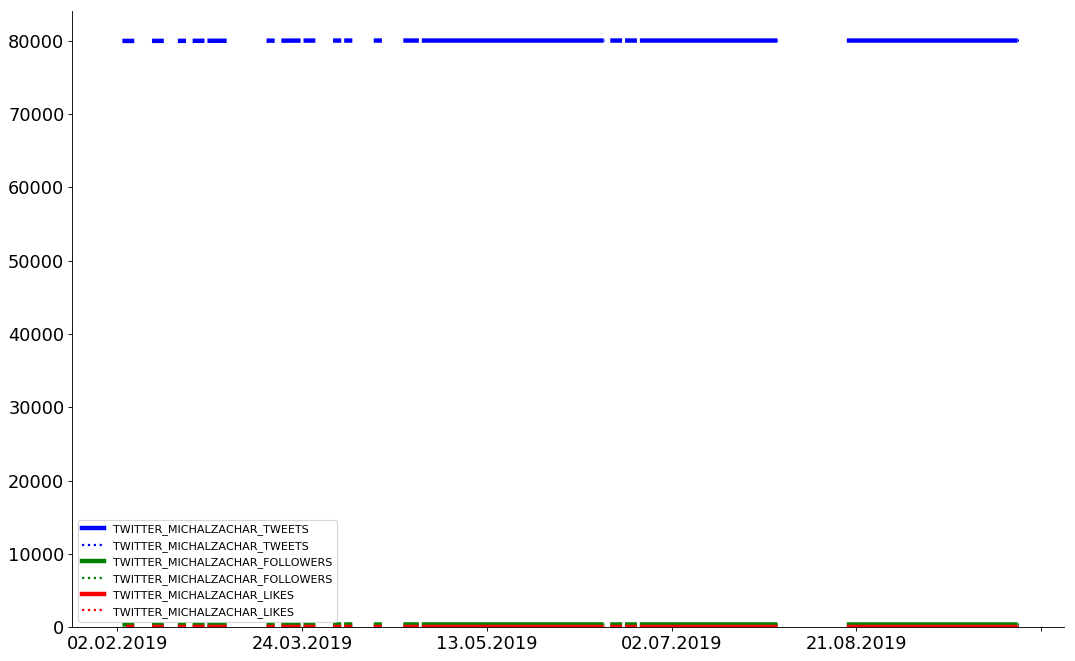 80000
70000
60000
50000
40000
30000
20000
10000
0
TWITTER_MICHALZACHAR_TWEETS
TWITTER_MICHALZACHAR_TWEETS
TWITTER_MICHALZACHAR_FOLLOWERS
TWITTER_MICHALZACHAR_FOLLOWERS
TWITTER_MICHALZACHAR_LIKES
TWITTER_MICHALZACHAR_LIKES
02.02.2019 24.03.2019 13.05.2019 02.07.2019 21.08.2019